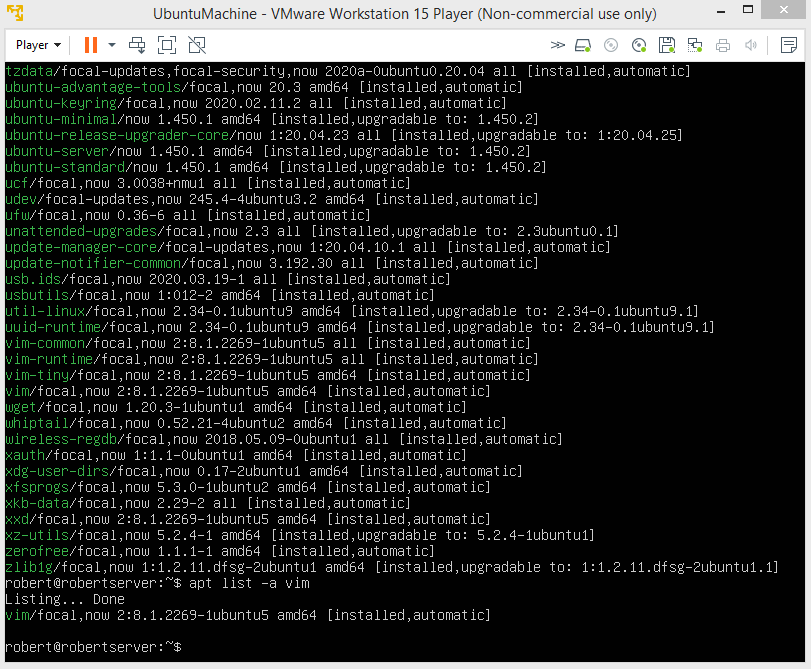 UbuntuMachine - VMware Workstation 15 Player (Non-commercial use only)
Player
tzdata/focal-updates,focal-security,now 2020a-0ubuntu0.20.04 all [installed,automatic]
ubuntu-advantage-tools/focal,now 20.3 amd64 [installed,automatic]
ubuntu-keyring/focal,now 2020.02.11.2 all [installed,automatic]
ubuntu-minimal/now 1.450.1 amd64 [installed,upgradable to: 1.450.2]
ubuntu-release-upgrader-core/now 1:20.04.23 all [installed,upgradable to: 1:20.04.25]
ubuntu-server/now 1.450.1 amd64 [installed,upgradable to: 1.450.2]
ubuntu-standard/now 1.450.1 amd64 [installed,upgradable to: 1.450.2]
ucf/focal,now 3.0038+nmu1 all [installed,automatic]
udev/focal-updates,now 245.4-4ubuntu3.2 amd64 [installed,automatic]
ufw/focal,now 0.36-6 all [installed,automatic]
unattended-upgrades/focal,now 2.3 all [installed,upgradable to: 2.3ubuntu0.1]
update-manager-core/focal-updates,now 1:20.04.10.1 all [installed,automatic]
update-notifier-common/focal,now 3.192.30 all [installed,automatic]
usb.ids/focal,now 2020.03.19-1 all [installed,automatic]
usbutils/focal,now 1:012-2 amd64 [installed,automatic]
util-linux/focal,now 2.34-0.1ubuntu9 amd64 [installed,upgradable to: 2.34-0.1ubuntu9.1]
uuid-runtime/focal,now 2.34-0.1ubuntu9 amd64 [installed,upgradable to: 2.34-0.1ubuntu9.1]
vim-common/focal,now 2:8.1.2269-1ubuntu5 all [installed,automatic]
vim-runtime/focal,now 2:8.1.2269-1ubuntu5 all [installed,automatic]
vim-tiny/focal,now 2:8.1.2269-1ubuntu5 amd64 [installed,automatic]
vim/focal,now 2:8.1.2269-1ubuntu5 amd64 [installed,automatic]
wget/focal,now 1.20.3-1ubuntu1 amd64 [installed,automatic]
whiptail/focal,now 0.52.21-4ubuntu2 amd64 [installed,automatic]
wireless-regdb/focal,now 2018.05.09-0ubuntu1 all [installed,automatic]
xauth/focal,now 1:1.1-0ubuntu1 amd64 [installed,automatic]
xdg-user-dirs/focal,now 0.17-2ubuntu1 amd64 [installed,automatic]
xfsprogs/focal,now 5.3.0-1ubuntu2 amd64 [installed,automatic]
xkb-data/focal,now 2.29-2 all [installed,automatic]
xxd/focal,now 2:8.1.2269-1ubuntu5 amd64 [installed,automatic]
xz-utils/focal,now 5.2.4-1 amd64 [installed,upgradable to: 5.2.4-1ubuntu1]
zerofree/focal,now 1.1.1-1 amd64 [installed,automatic]
zlib1g/focal,now 1:1.2.11.dfsg-2ubuntu1 amd64 [installed,upgradable to: 1:1.2.11.dfsg-2ubuntu1.1]
robert@robertserver:~$ apt list -a vim
Listing... Done
vim/focal,now 2:8.1.2269-1ubuntu5 amd64 [installed,automatic]
robert@robertserver:~$